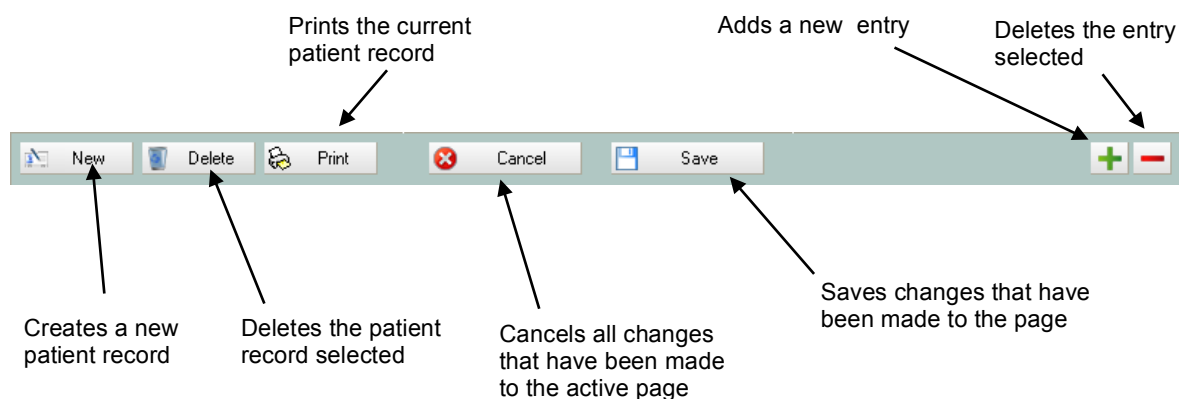 Prints the current
patient record
Adds a new  entry
Deletes the entry
selected
New
Delete
Print
Cancel
Save
Creates a new
patient record
Deletes the patient
record selected
Cancels all changes
that have been made
to the active page
Saves changes that have
been made to the page